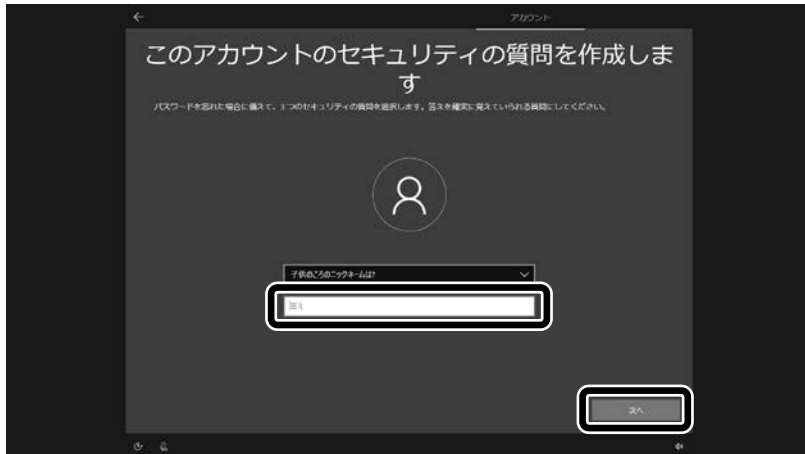 アカウント
このアカウントのセキュリティの質問を作成しま
す
パスワードを忘れた場合に備えて、3 つのセキュリティの質問を選択します。答えを確実に覚えていられる質問にしてください。
子供のころのニックネームは?
答え
次へ